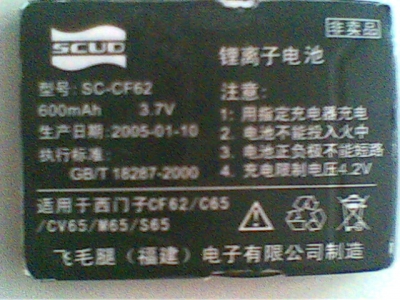 SCUD
非卖品
锂离子电池
型号: SC-CF62
600mAh 3.7V
生产日期: 2005-01-10
执行标准:
GB/T 18287-2000
注意:
1: 用指定充电器充电
2: 电池不能投入火中
3: 电池正负极不能短路
4: 充电限制电压4.2V
适用于西门子CF62/C65
/CV65/M65/S65
飞毛腿（福建）电子有限公司